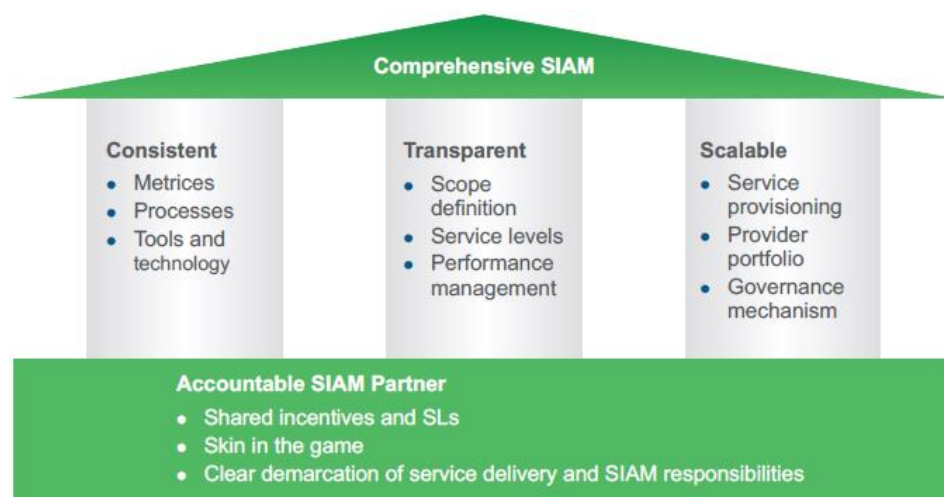 Comprehensive SIAM
Consistent
• Metrices
• Processes
• Tools and
technology
Transparent
• Scope
definition
• Service levels
• Performance
management
Scalable
• Service
provisioning
• Provider
portfolio
• Governance
mechanism
Accountable SIAM Partner
• Shared incentives and SLs
• Skin in the game
• Clear demarcation of service delivery and SIAM responsibilities